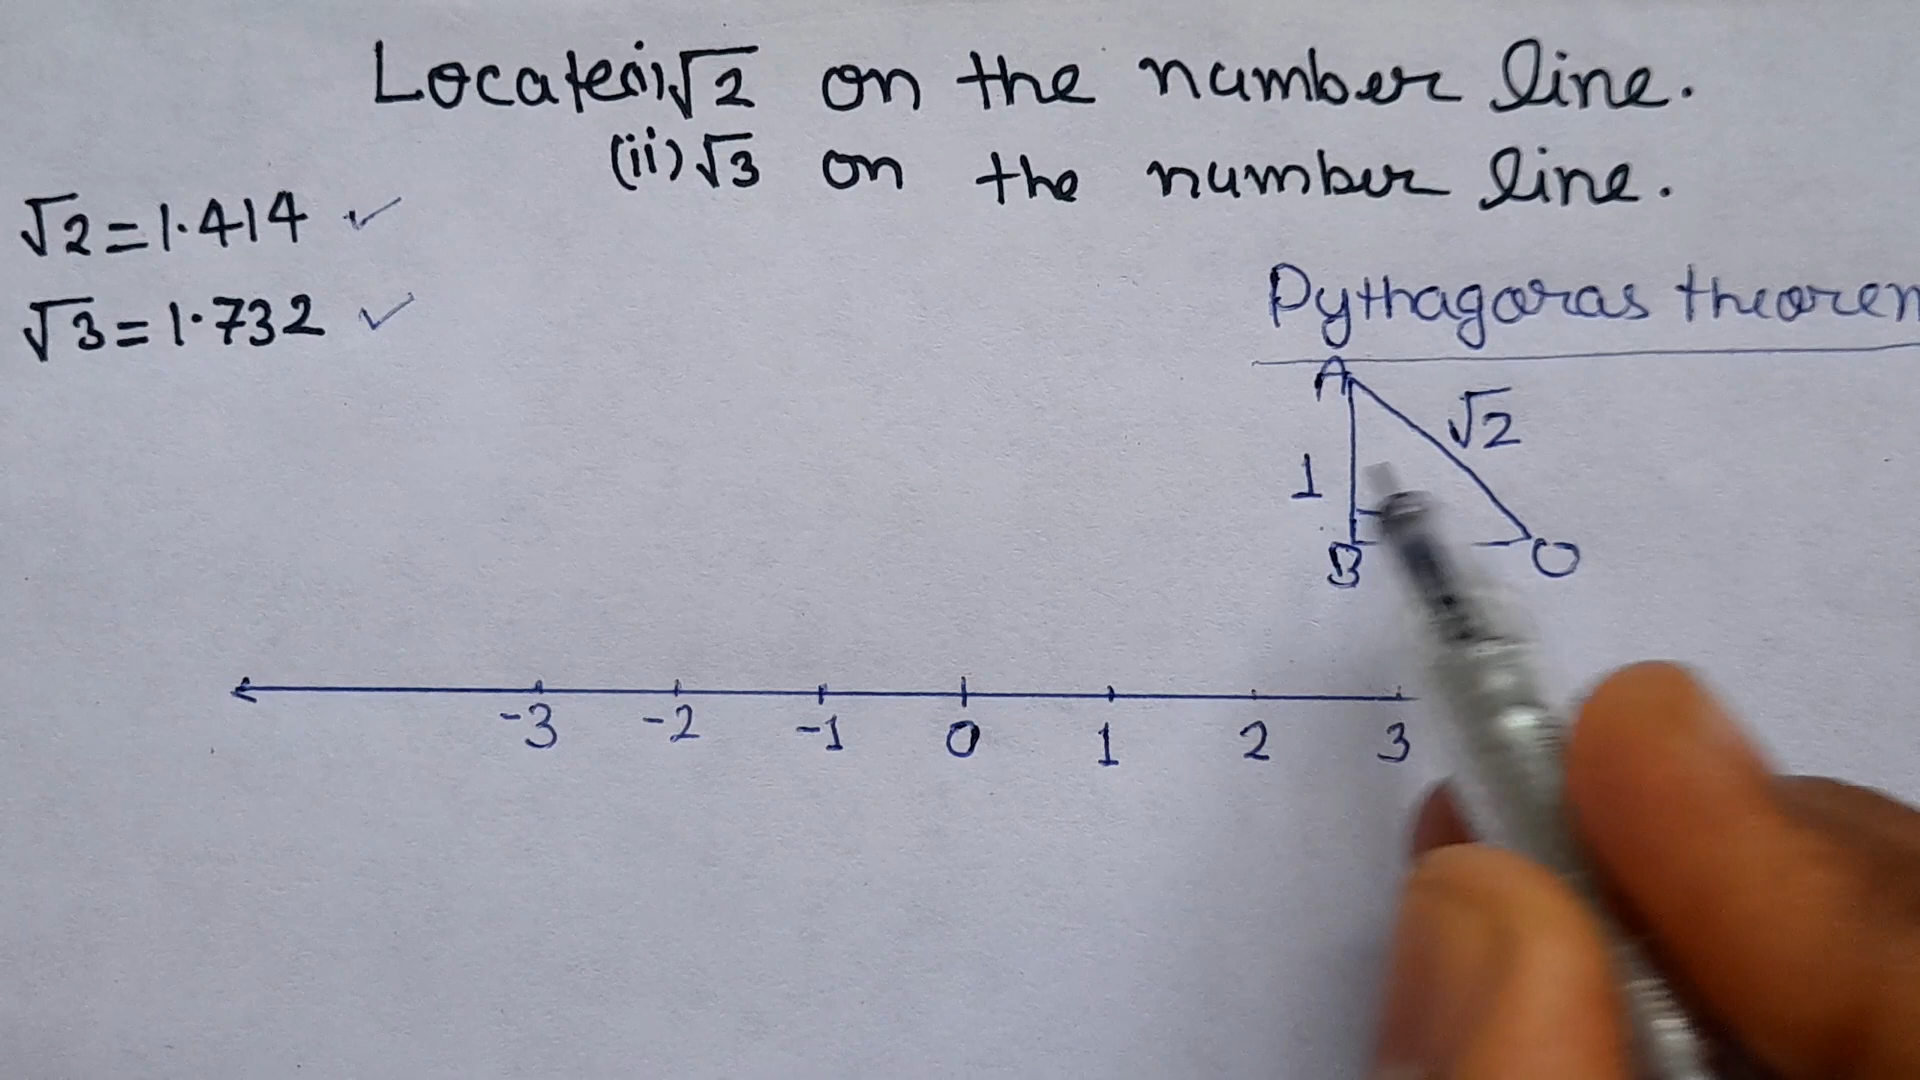 Locate(i)√2 on the number line.
(ii)√3 on the number line.
√2=1.414 ✓
√3=1.732 ✓
Pythagoras theorem
A
√2
1
B O
-3 -2 -1 0 1 2 3